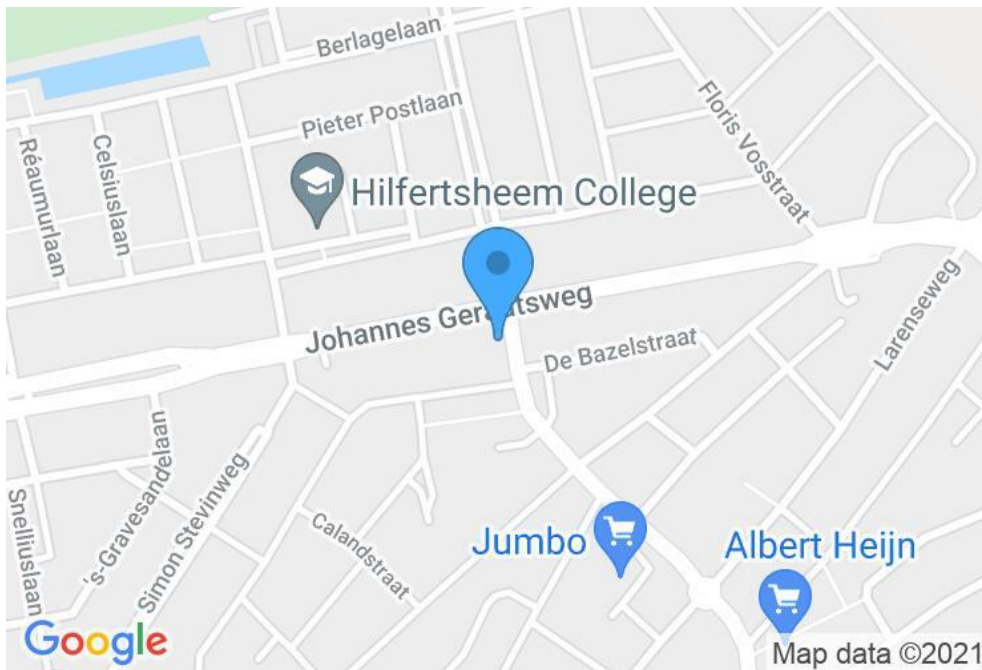 Berlagelaan
Pieter Postlaan
Floris Vosstraat
Réaumurlaan
Celsiuslaan
Hilfertsheem College
Johannes Geradtsweg
De Bazelstraat
Larenseweg
Snelliuslaan
's-Gravesandelaan
Simon Stevinweg
Calandstraat
Jumbo
Albert Heijn
Google
Map data ©2021